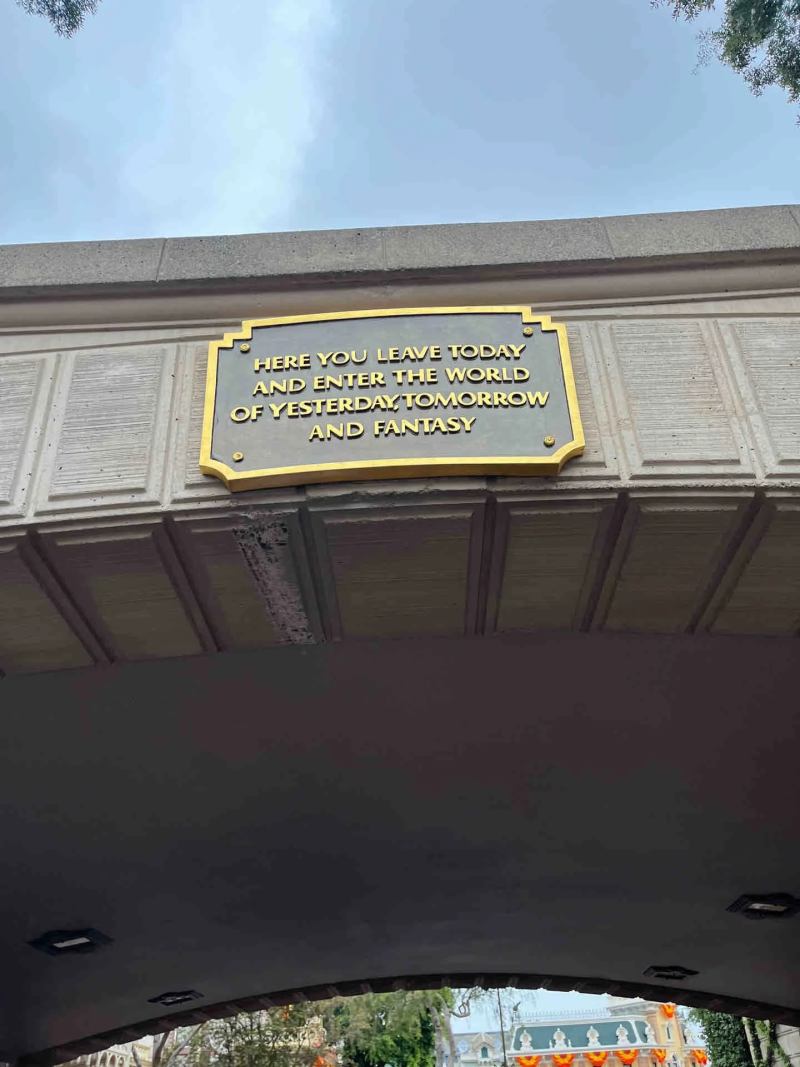 HERE YOU LEAVE TODAY
AND ENTER THE WORLD
OF YESTERDAY, TOMORROW
AND FANTASY